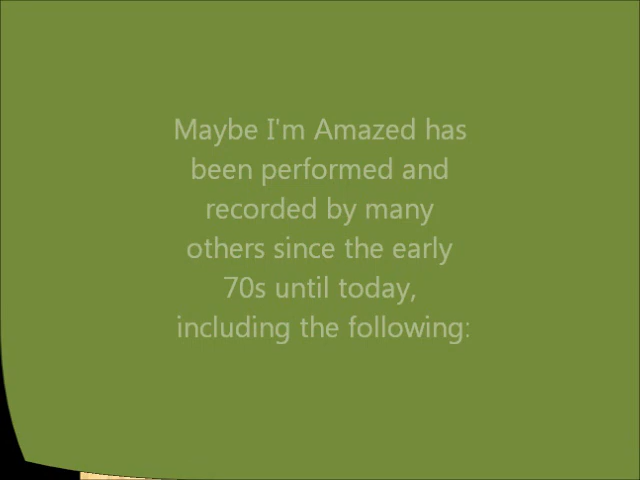 Maybe I'm Amazed has
been performed and
recorded by many
others since the early
70s until today,
including the following: